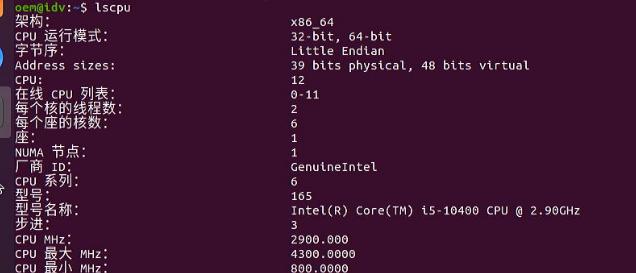 oem@idv:~$ lscpu
架构： x86_64
CPU 运行模式： 32-bit, 64-bit
字节序： Little Endian
Address sizes: 39 bits physical, 48 bits virtual
CPU: 12
在线 CPU 列表： 0-11
每个核的线程数： 2
每个座的核数： 6
座： 1
NUMA 节点： 1
厂商 ID： GenuineIntel
CPU 系列： 6
型号： 165
型号名称： Intel(R) Core(TM) i5-10400 CPU @ 2.90GHz
步进： 3
CPU MHz： 2900.000
CPU 最大 MHz： 4300.0000
CPU 最小 MHz： 800.0000